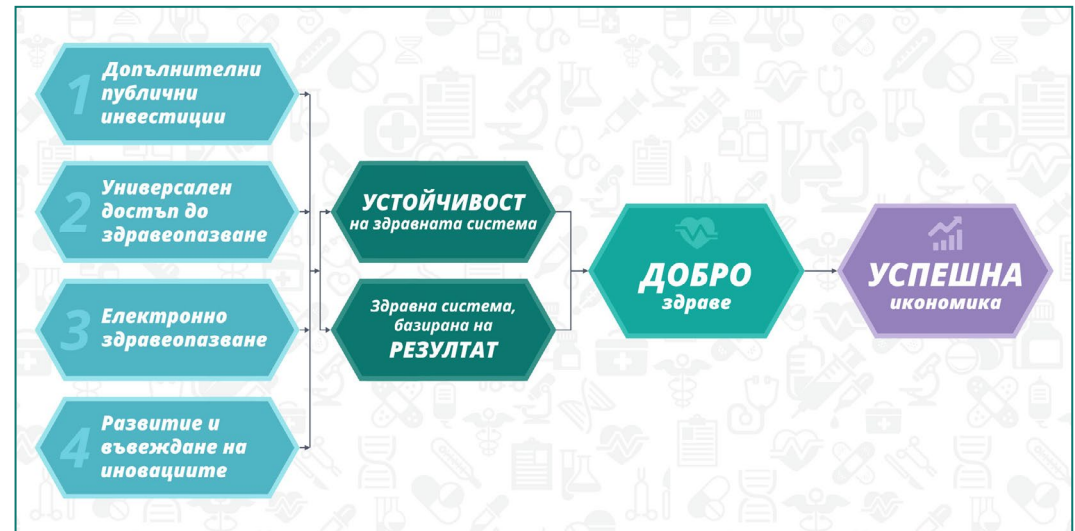 1
Допълнителни
публични
инвестиции
2
Универсален
достъп до
здравеопазване
3
Електронно
здравеопазване
4
Развитие и
въвеждане на
иновациите
УСТОЙЧИВОСТ
на здравната система
Здравна система,
базирана на
РЕЗУЛТАТ
ДОБРО
здраве
УСПЕШНА
икономика